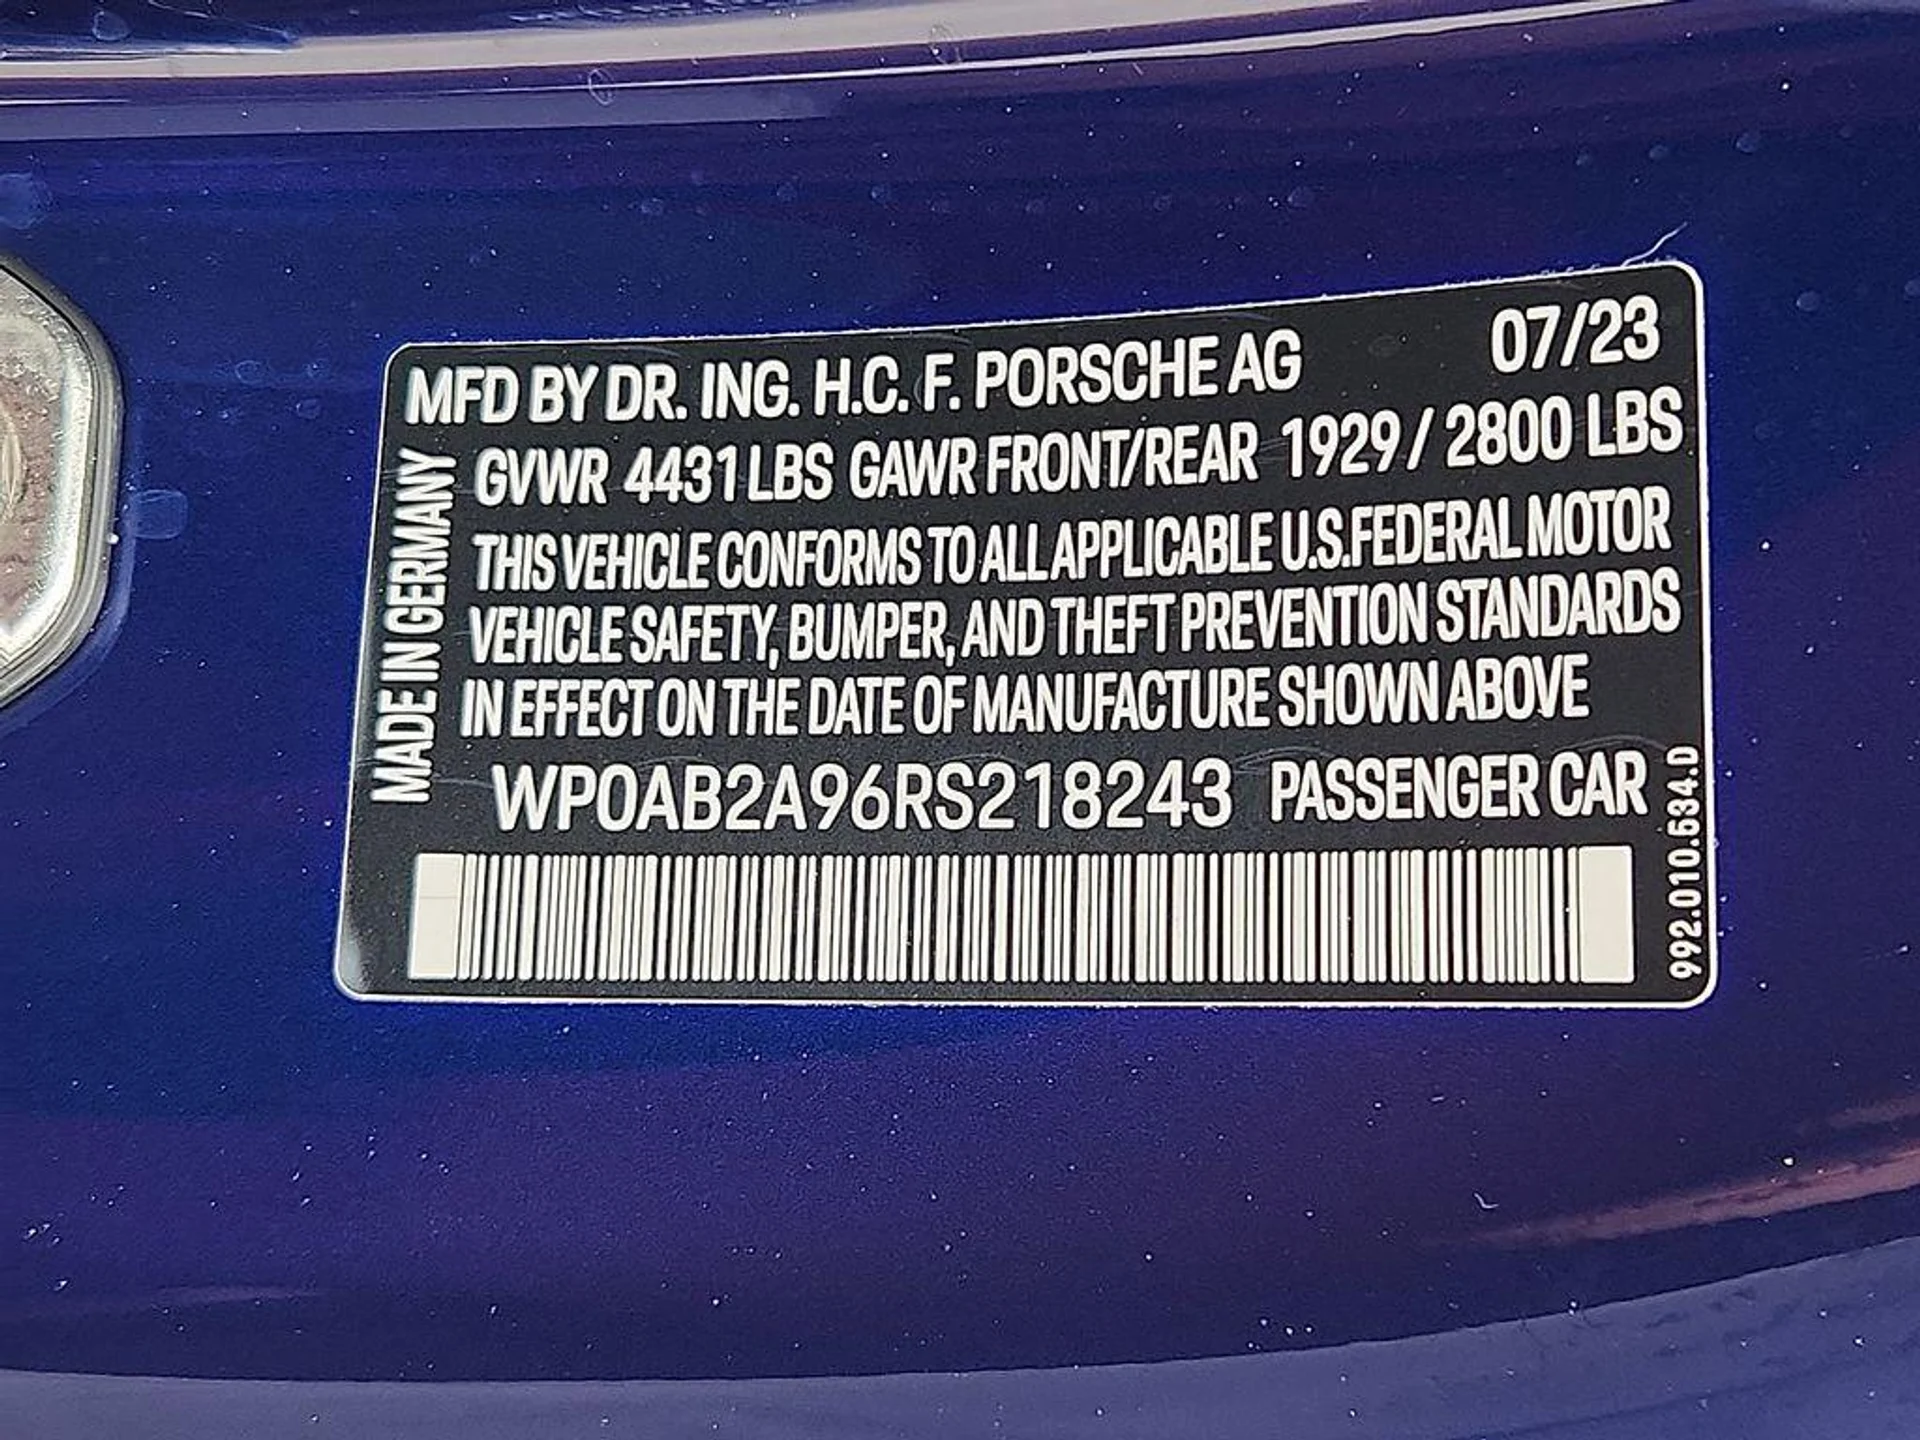 MFD BY DR. ING. H.C. F. PORSCHE AG 07/23
GVWR 4431 LBS GAWR FRONT/REAR 1929 / 2800 LBS
THIS VEHICLE CONFORMS TO ALL APPLICABLE U.S.FEDERAL MOTOR
VEHICLE SAFETY, BUMPER, AND THEFT PREVENTION STANDARDS
IN EFFECT ON THE DATE OF MANUFACTURE SHOWN ABOVE
WP0AB2A96RS218243 PASSENGER CAR
MADE IN GERMANY
992.010.634.D